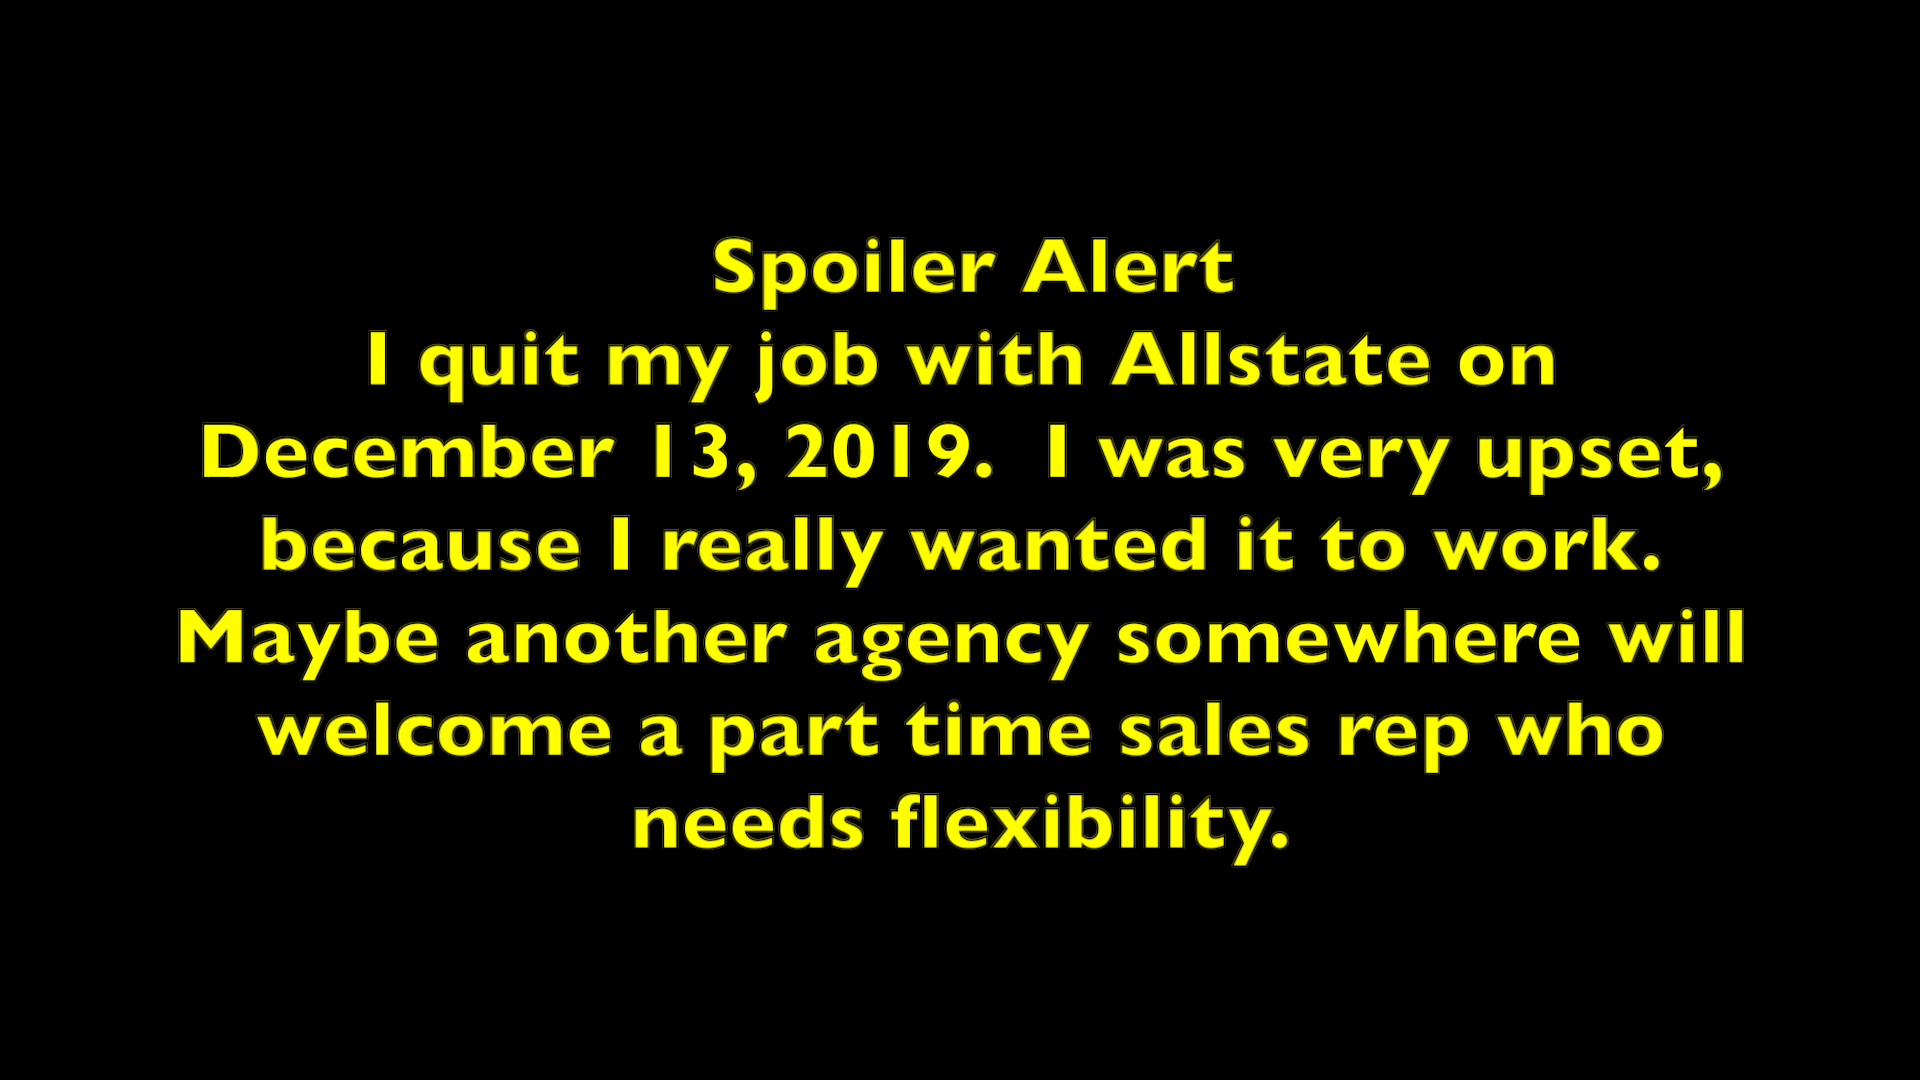 Spoiler Alert
I quit my job with Allstate on
December 13, 2019.  I was very upset,
because I really wanted it to work.
Maybe another agency somewhere will
welcome a part time sales rep who
needs flexibility.